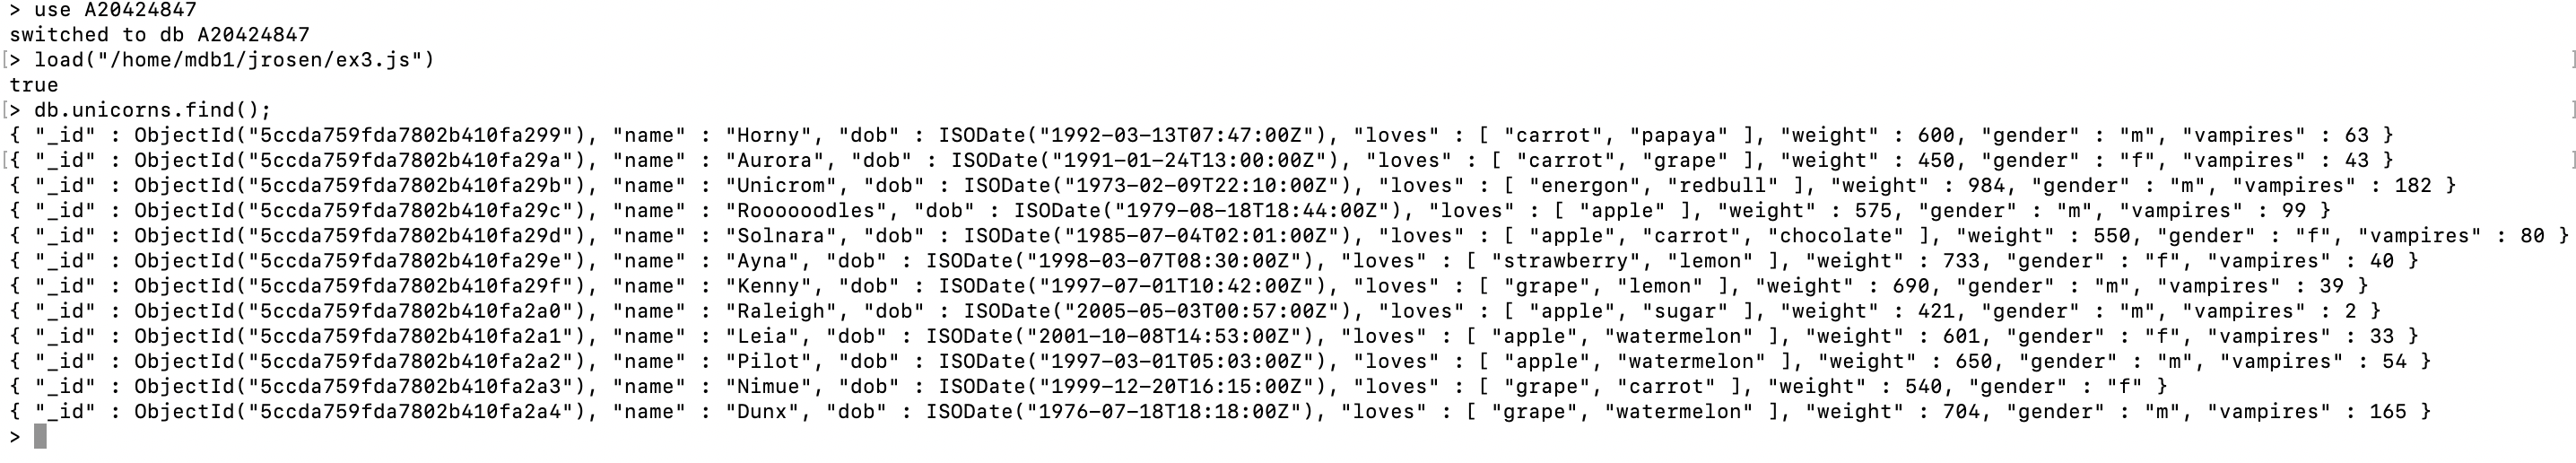 > use A20424847
switched to db A20424847
[> load("/home/mdb1/jrosen/ex3.js") ]
true
[> db.unicorns.find(); ]
{ "_id" : ObjectId("5ccda759fda7802b410fa299"), "name" : "Horny", "dob" : ISODate("1992-03-13T07:47:00Z"), "loves" : [ "carrot", "papaya" ], "weight" : 600, "gender" : "m", "vampires" : 63 }
[{ "_id" : ObjectId("5ccda759fda7802b410fa29a"), "name" : "Aurora", "dob" : ISODate("1991-01-24T13:00:00Z"), "loves" : [ "carrot", "grape" ], "weight" : 450, "gender" : "f", "vampires" : 43 } ]
{ "_id" : ObjectId("5ccda759fda7802b410fa29b"), "name" : "Unicrom", "dob" : ISODate("1973-02-09T22:10:00Z"), "loves" : [ "energon", "redbull" ], "weight" : 984, "gender" : "m", "vampires" : 182 }
{ "_id" : ObjectId("5ccda759fda7802b410fa29c"), "name" : "Roooooodles", "dob" : ISODate("1979-08-18T18:44:00Z"), "loves" : [ "apple" ], "weight" : 575, "gender" : "m", "vampires" : 99 }
{ "_id" : ObjectId("5ccda759fda7802b410fa29d"), "name" : "Solnara", "dob" : ISODate("1985-07-04T02:01:00Z"), "loves" : [ "apple", "carrot", "chocolate" ], "weight" : 550, "gender" : "f", "vampires" : 80 }
{ "_id" : ObjectId("5ccda759fda7802b410fa29e"), "name" : "Ayna", "dob" : ISODate("1998-03-07T08:30:00Z"), "loves" : [ "strawberry", "lemon" ], "weight" : 733, "gender" : "f", "vampires" : 40 }
{ "_id" : ObjectId("5ccda759fda7802b410fa29f"), "name" : "Kenny", "dob" : ISODate("1997-07-01T10:42:00Z"), "loves" : [ "grape", "lemon" ], "weight" : 690, "gender" : "m", "vampires" : 39 }
{ "_id" : ObjectId("5ccda759fda7802b410fa2a0"), "name" : "Raleigh", "dob" : ISODate("2005-05-03T00:57:00Z"), "loves" : [ "apple", "sugar" ], "weight" : 421, "gender" : "m", "vampires" : 2 }
{ "_id" : ObjectId("5ccda759fda7802b410fa2a1"), "name" : "Leia", "dob" : ISODate("2001-10-08T14:53:00Z"), "loves" : [ "apple", "watermelon" ], "weight" : 601, "gender" : "f", "vampires" : 33 }
{ "_id" : ObjectId("5ccda759fda7802b410fa2a2"), "name" : "Pilot", "dob" : ISODate("1997-03-01T05:03:00Z"), "loves" : [ "apple", "watermelon" ], "weight" : 650, "gender" : "m", "vampires" : 54 }
{ "_id" : ObjectId("5ccda759fda7802b410fa2a3"), "name" : "Nimue", "dob" : ISODate("1999-12-20T16:15:00Z"), "loves" : [ "grape", "carrot" ], "weight" : 540, "gender" : "f" }
{ "_id" : ObjectId("5ccda759fda7802b410fa2a4"), "name" : "Dunx", "dob" : ISODate("1976-07-18T18:18:00Z"), "loves" : [ "grape", "watermelon" ], "weight" : 704, "gender" : "m", "vampires" : 165 }
>